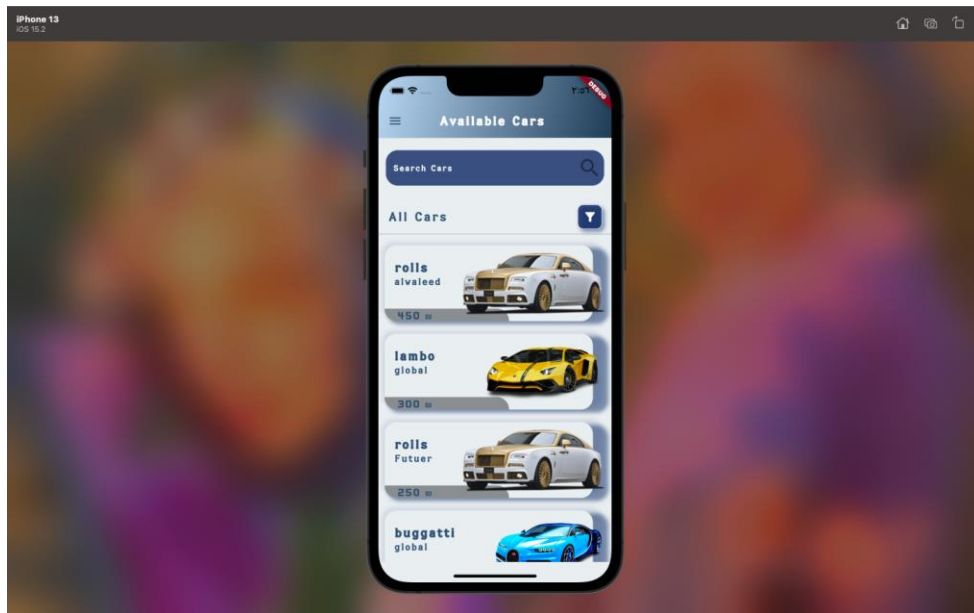 iPhone 13
iOS 15.2
DEBUG
Available Cars
Search Cars
All Cars
rolls
alwaleed
450 ₪
lambo
global
300 ₪
rolls
Futuer
250 ₪
buggatti
global